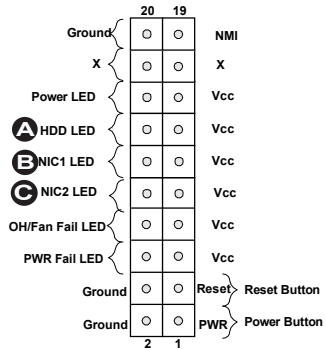 20 19
Ground NMI
X X
Power LED Vcc
A HDD LED Vcc
B NIC1 LED Vcc
C NIC2 LED Vcc
OH/Fan Fail LED Vcc
PWR Fail LED Vcc
Ground Reset Reset Button
Ground PWR Power Button
2 1